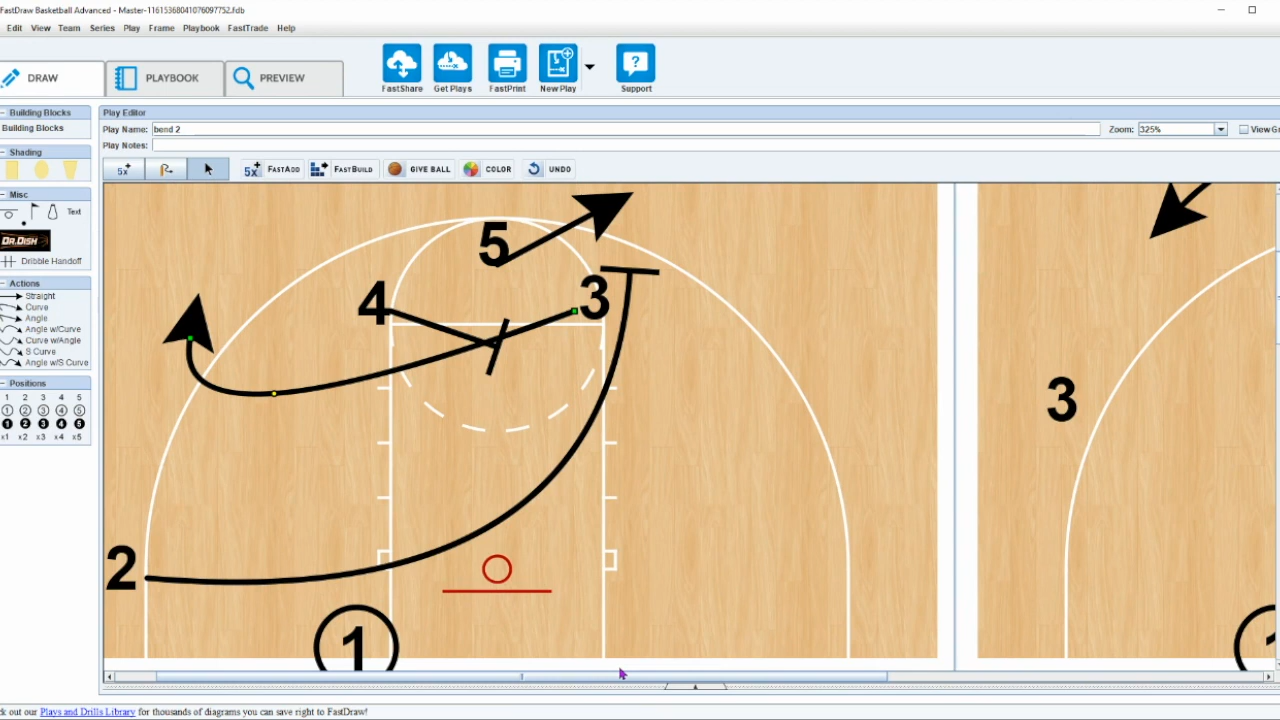 FastDraw Basketball Advanced - Master-11615368041076097752.fdb
Edit View Team Series Play Frame Playbook FastTrade Help
DRAW PLAYBOOK PREVIEW
FastShare Get Plays FastPrint New Play Support
Building Blocks
Building Blocks
Shading
Misc
Text
DR.DISH
Dribble Handoff
Actions
Straight
Curve
Angle
Angle w/Curve
Curve w/Angle
S Curve
Angle w/S Curve
Positions
1 2 3 4 5
1 2 3 4 5
1 2 3 4 5
x1 x2 x3 x4 x5
Play Editor
Play Name: bend 2
Zoom: 325%
Play Notes:
5x FASTADD FASTBUILD GIVE BALL COLOR UNDO
5
4 3
3
2
1
Plays and Drills Library for thousands of diagrams you can save right to FastDraw!